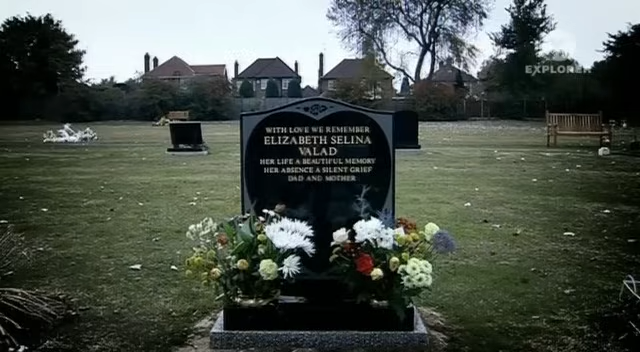 EXPLORER
WITH LOVE WE REMEMBER
ELIZABETH SELINA
VALAD
HER LIFE A BEAUTIFUL MEMORY
HER ABSENCE A SILENT GRIEF
DAD AND MOTHER